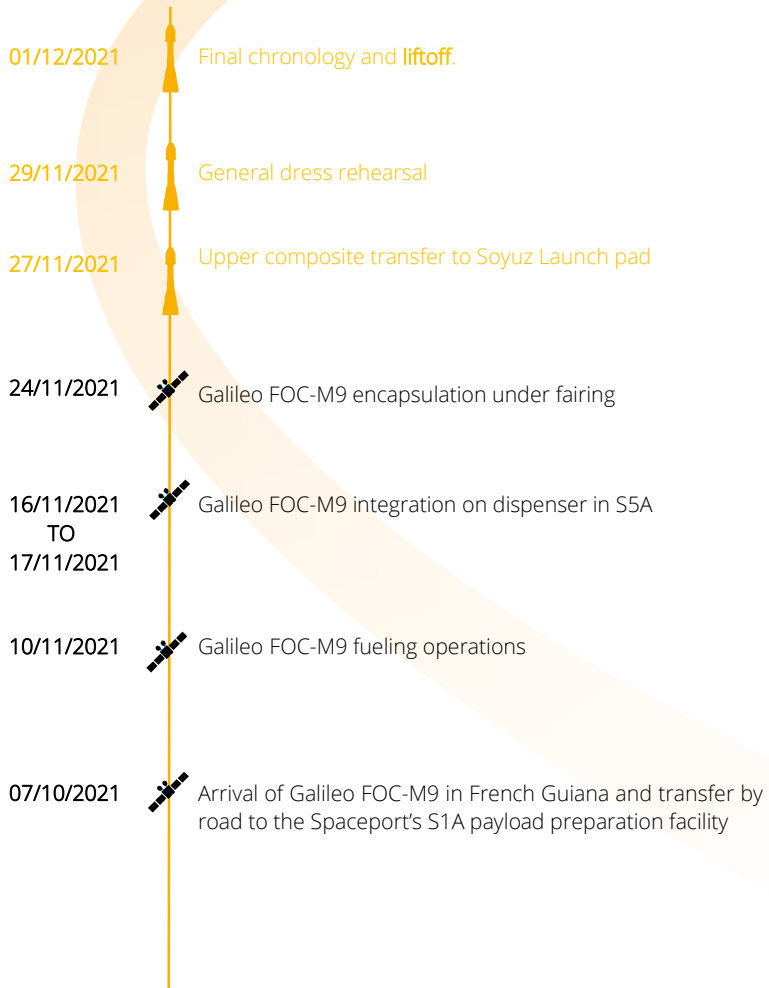 01/12/2021
Final chronology and liftoff.
29/11/2021
General dress rehearsal
27/11/2021
Upper composite transfer to Soyuz Launch pad
24/11/2021
Galileo FOC-M9 encapsulation under fairing
16/11/2021
TO
17/11/2021
Galileo FOC-M9 integration on dispenser in S5A
10/11/2021
Galileo FOC-M9 fueling operations
07/10/2021
Arrival of Galileo FOC-M9 in French Guiana and transfer by
road to the Spaceport’s S1A payload preparation facility